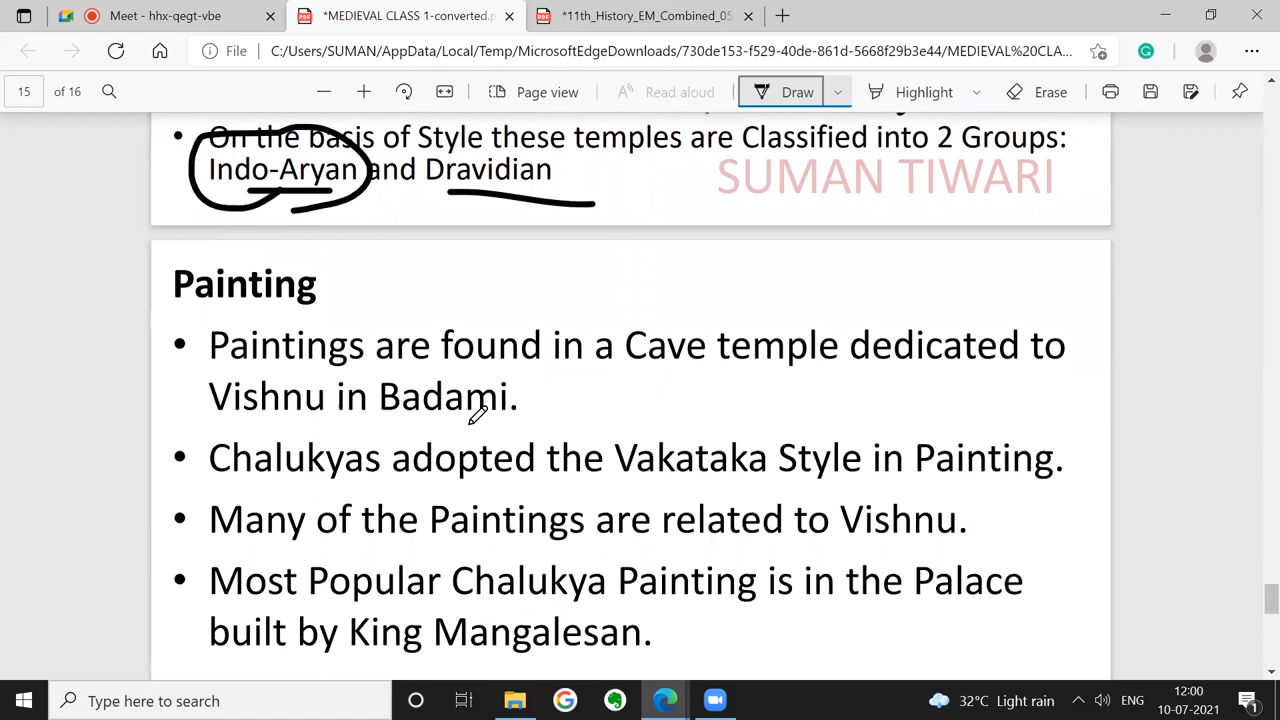 Meet - hhx-qegt-vbe
*MEDIEVAL CLASS 1-converted.p
*11th_History_EM_Combined_05
File
C:/Users/SUMAN/AppData/Local/Temp/MicrosoftEdgeDownloads/730de153-f529-40de-861d-5668f29b3e44/MEDIEVAL%20CLA...
15 of 16
Page view
Read aloud
Draw
Highlight
Erase
• On the basis of Style these temples are Classified into 2 Groups:
Indo-Aryan and Dravidian
SUMAN TIWARI
Painting
• Paintings are found in a Cave temple dedicated to
Vishnu in Badami.
• Chalukyas adopted the Vakataka Style in Painting.
• Many of the Paintings are related to Vishnu.
• Most Popular Chalukya Painting is in the Palace
built by King Mangalesan.
Type here to search
32°C Light rain
ENG
12:00
10-07-2021
1